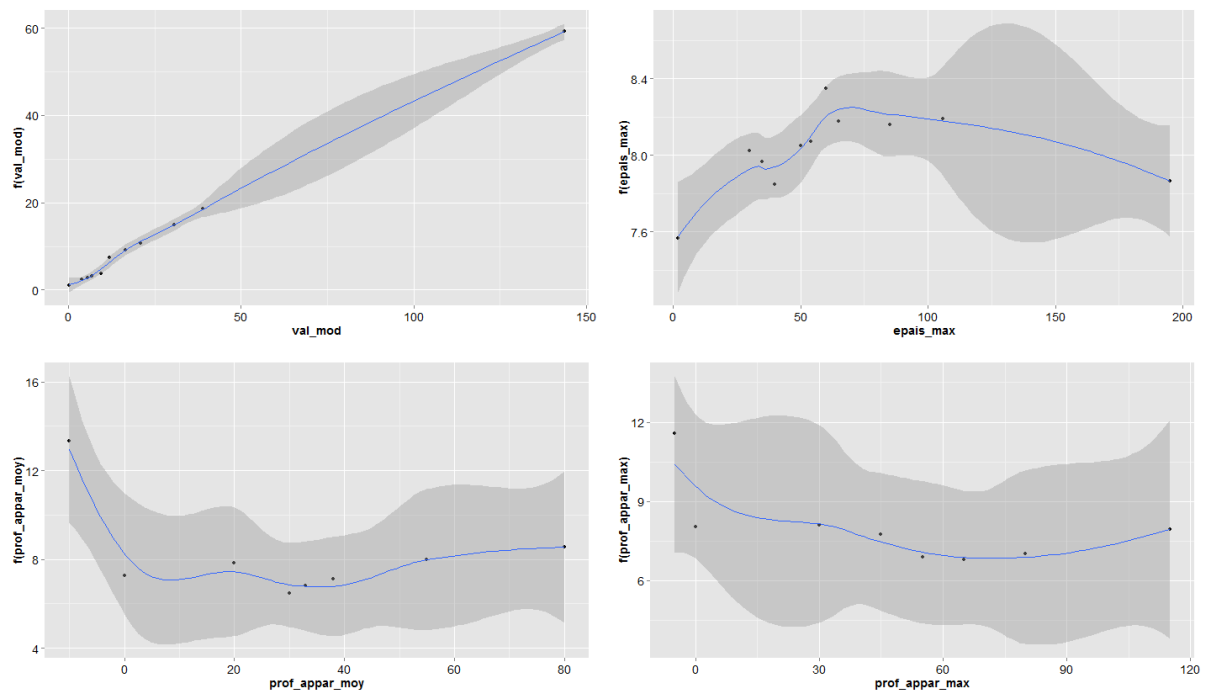 f(val_mod)
60
40
20
0
0 50 100 150
val_mod
f(epais_max)
8.4
8.0
7.6
0 50 100 150 200
epais_max
f(prof_appar_moy)
16
12
8
4
0 20 40 60 80
prof_appar_moy
f(prof_appar_max)
12
9
6
0 30 60 90 120
prof_appar_max